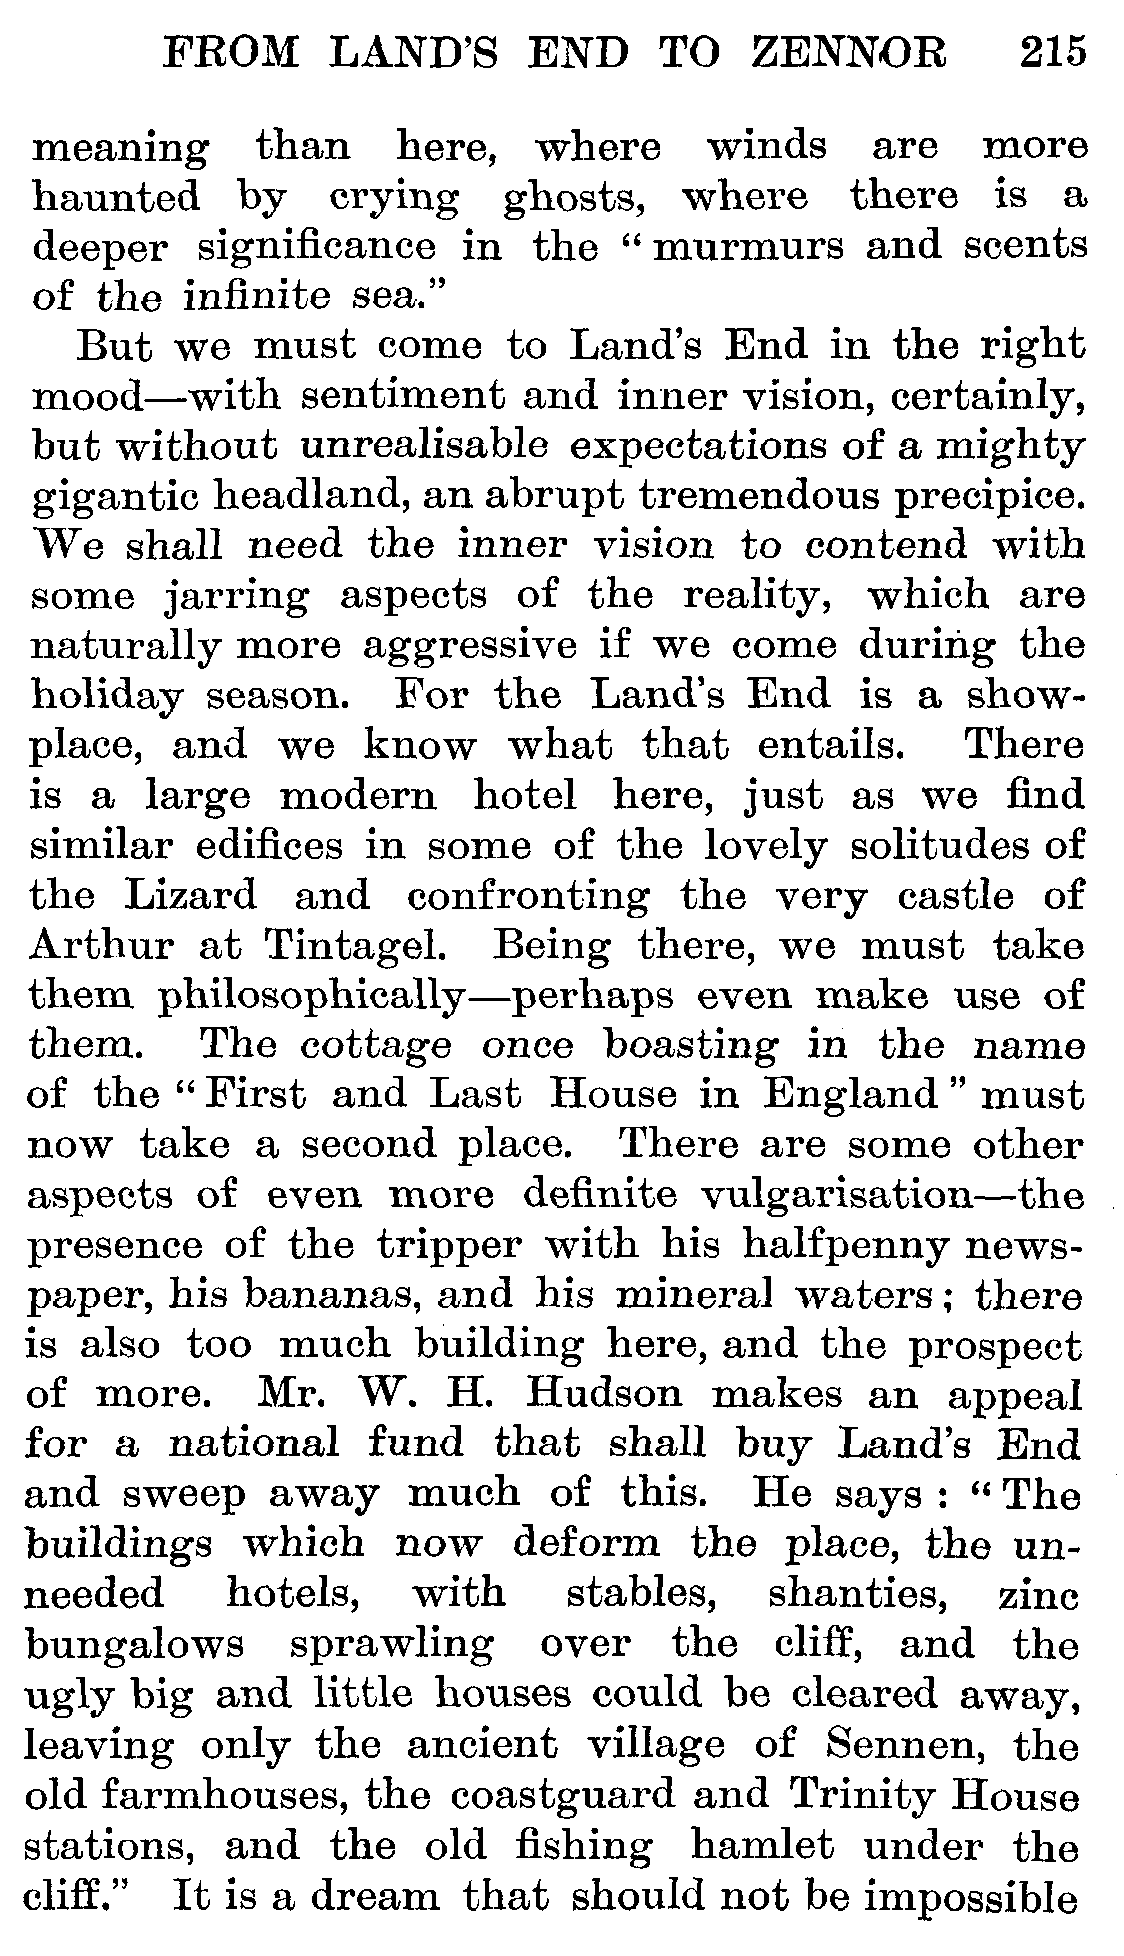 FROM LAND'S END TO ZENNOR 215
meaning than here, where winds are more
haunted by crying ghosts, where there is a
deeper significance in the “ murmurs and scents
of the infinite sea.”
But we must come to Land's End in the right
mood—with sentiment and inner vision, certainly,
but without unrealisable expectations of a mighty
gigantic headland, an abrupt tremendous precipice.
We shall need the inner vision to contend with
some jarring aspects of the reality, which are
naturally more aggressive if we come during the
holiday season. For the Land's End is a show-
place, and we know what that entails. There
is a large modern hotel here, just as we find
similar edifices in some of the lovely solitudes of
the Lizard and confronting the very castle of
Arthur at Tintagel. Being there, we must take
them philosophically—perhaps even make use of
them. The cottage once boasting in the name
of the “ First and Last House in England ” must
now take a second place. There are some other
aspects of even more definite vulgarisation—the
presence of the tripper with his halfpenny news-
paper, his bananas, and his mineral waters ; there
is also too much building here, and the prospect
of more. Mr. W. H. Hudson makes an appeal
for a national fund that shall buy Land's End
and sweep away much of this. He says : “ The
buildings which now deform the place, the un-
needed hotels, with stables, shanties, zinc
bungalows sprawling over the cliff, and the
ugly big and little houses could be cleared away,
leaving only the ancient village of Sennen, the
old farmhouses, the coastguard and Trinity House
stations, and the old fishing hamlet under the
cliff.” It is a dream that should not be impossible